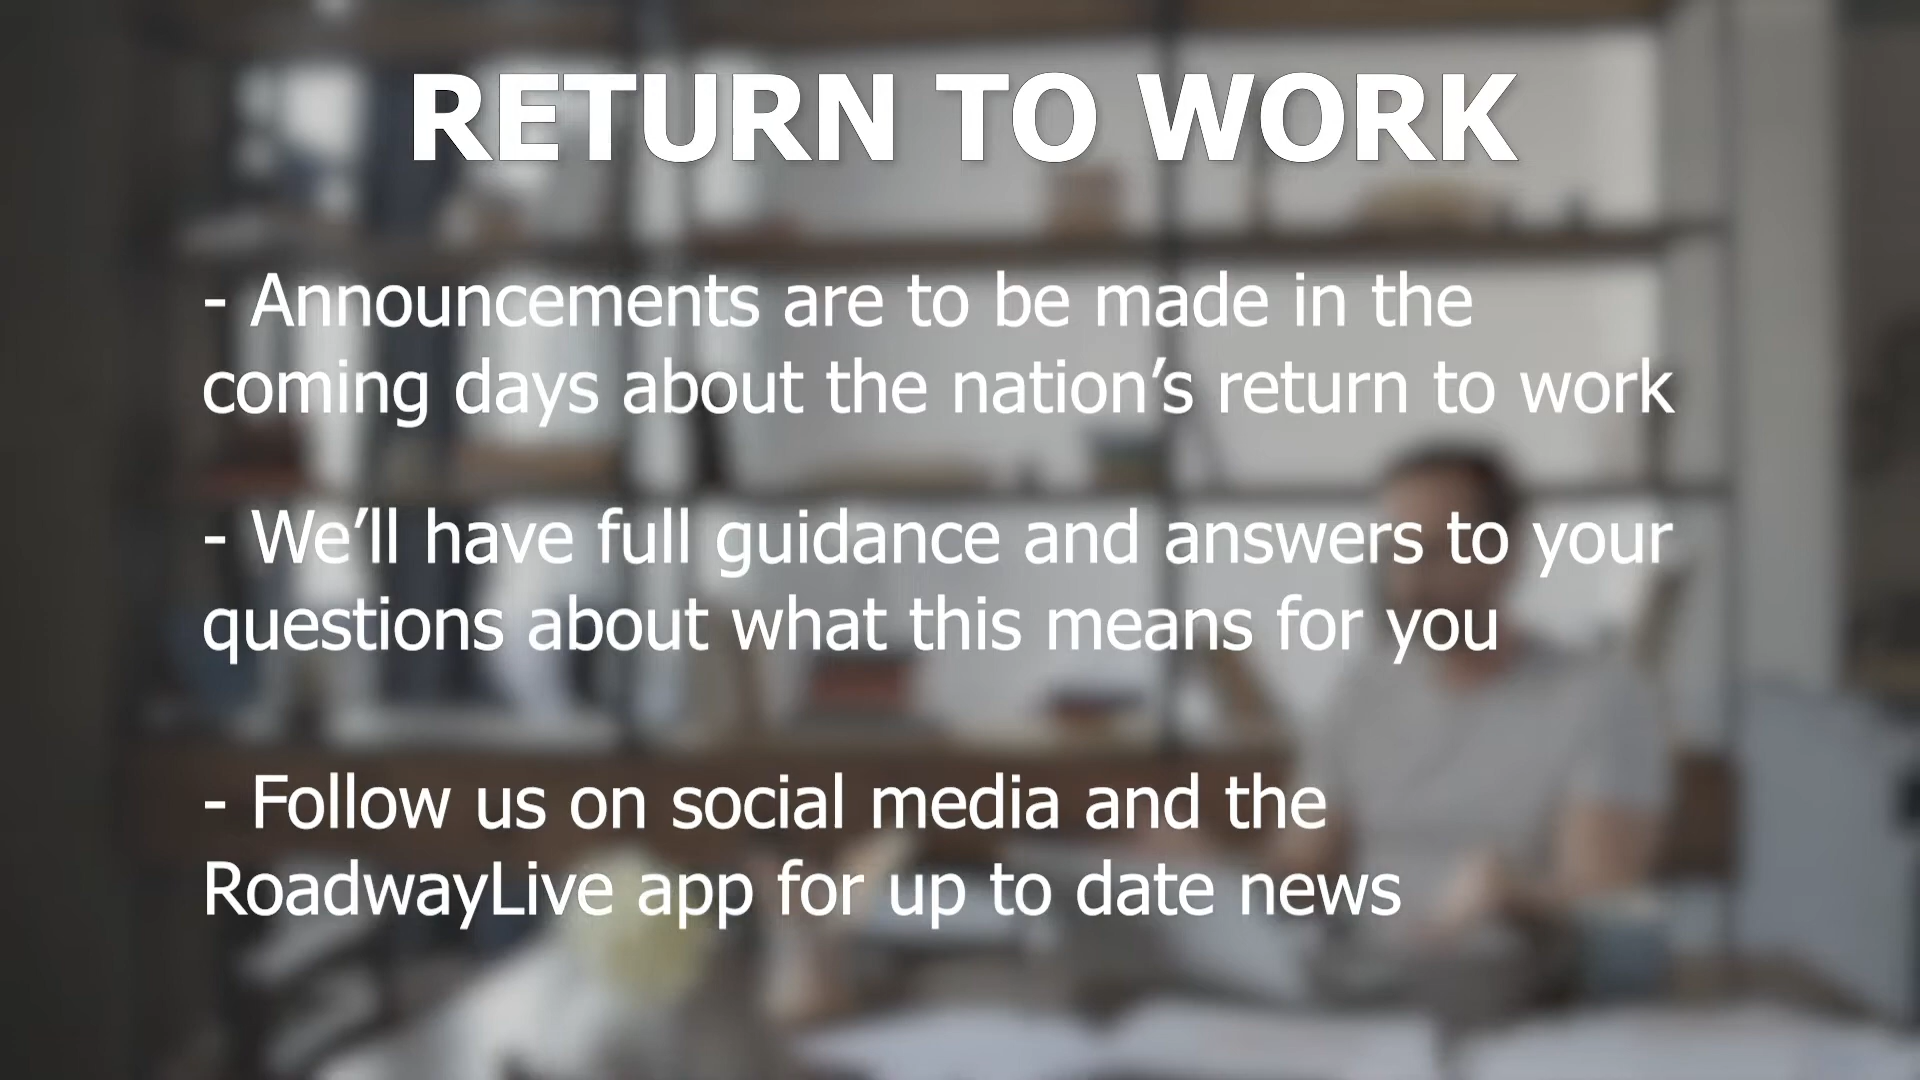 RETURN TO WORK
- Announcements are to be made in the
coming days about the nation’s return to work
- We’ll have full guidance and answers to your
questions about what this means for you
- Follow us on social media and the
RoadwayLive app for up to date news